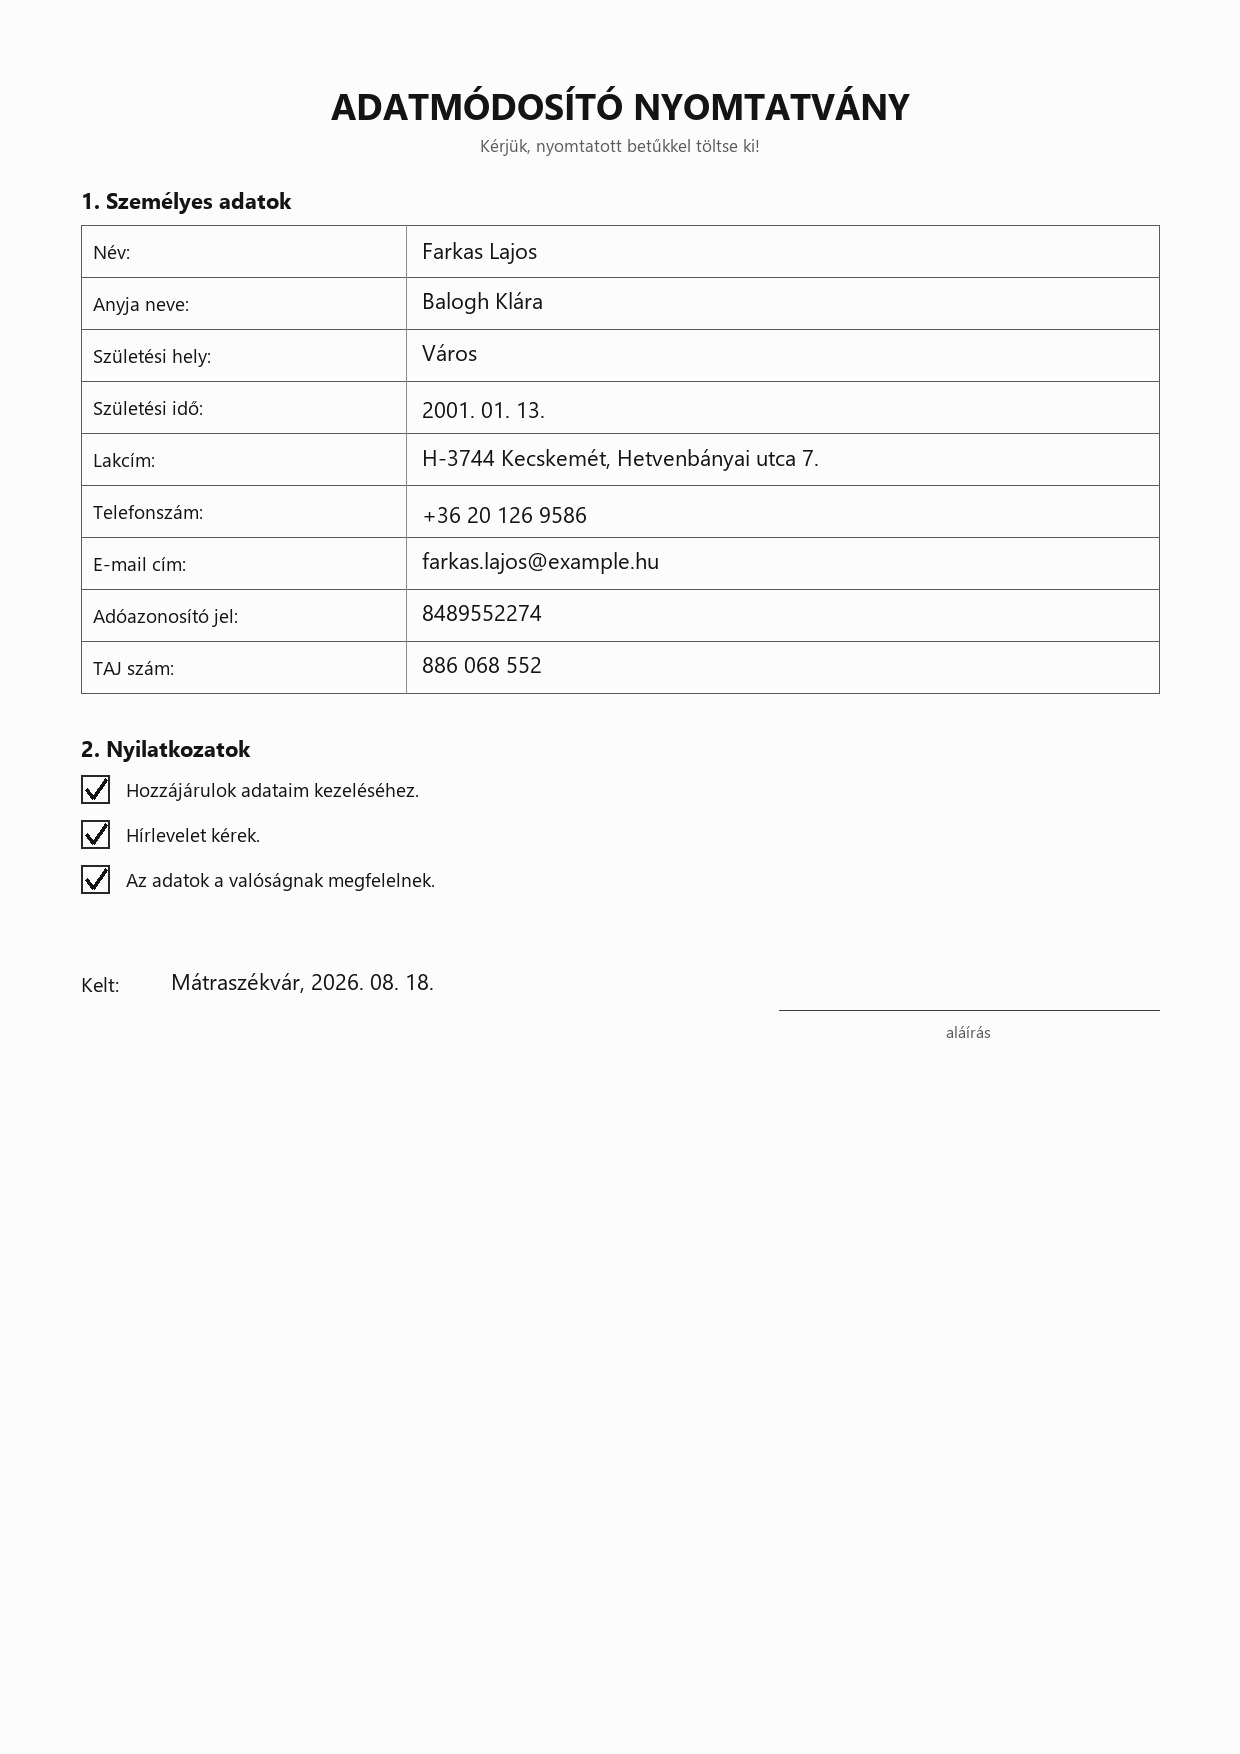 ADATMÓDOSÍTÓ NYOMTATVÁNY
Kérjük, nyomtatott betűkkel töltse ki!
1. Személyes adatok
Név: Farkas Lajos
Anyja neve: Balogh Klára
Születési hely: Város
Születési idő: 2001. 01. 13.
Lakcím: H-3744 Kecskemét, Hetvenbányai utca 7.
Telefonszám: +36 20 126 9586
E-mail cím: farkas.lajos@example.hu
Adóazonosító jel: 8489552274
TAJ szám: 886 068 552
2. Nyilatkozatok
Hozzájárulok adataim kezeléséhez.
Hírlevelet kérek.
Az adatok a valóságnak megfelelnek.
Kelt: Mátraszékvár, 2026. 08. 18.
aláírás